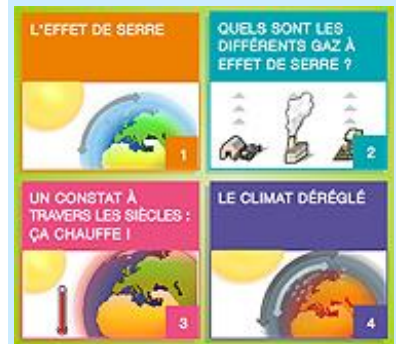 L'EFFET DE SERRE
1
QUELS SONT LES
DIFFÉRENTS GAZ À
EFFET DE SERRE ?
2
UN CONSTAT À
TRAVERS LES SIÈCLES :
ÇA CHAUFFE !
3
LE CLIMAT DÉRÉGLÉ
4